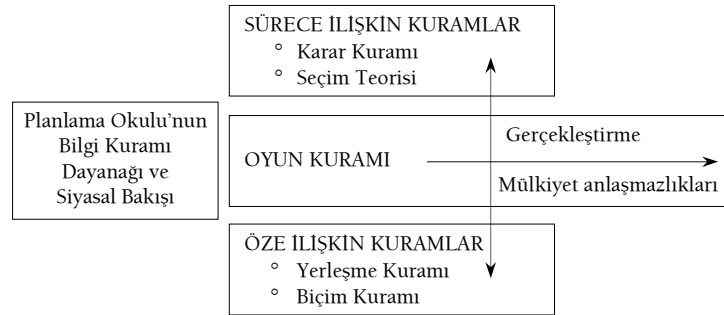 SÜRECE İLİŞKİN KURAMLAR
° Karar Kuramı
° Seçim Teorisi
Planlama Okulu'nun
Bilgi Kuramı
Dayanağı ve
Siyasal Bakışı
OYUN KURAMI
Gerçekleştirme
Mülkiyet anlaşmazlıkları
ÖZE İLİŞKİN KURAMLAR
° Yerleşme Kuramı
° Biçim Kuramı